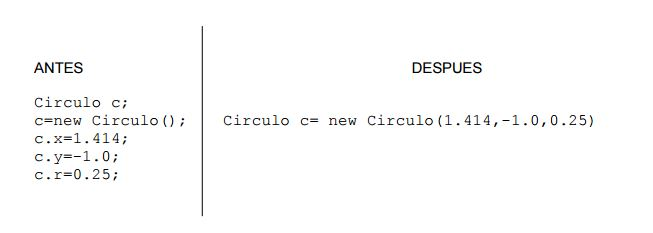 ANTES
Circulo c;
c=new Circulo();
c.x=1.414;
c.y=-1.0;
c.r=0.25;
DESPUES
Circulo c= new Circulo(1.414,-1.0,0.25)